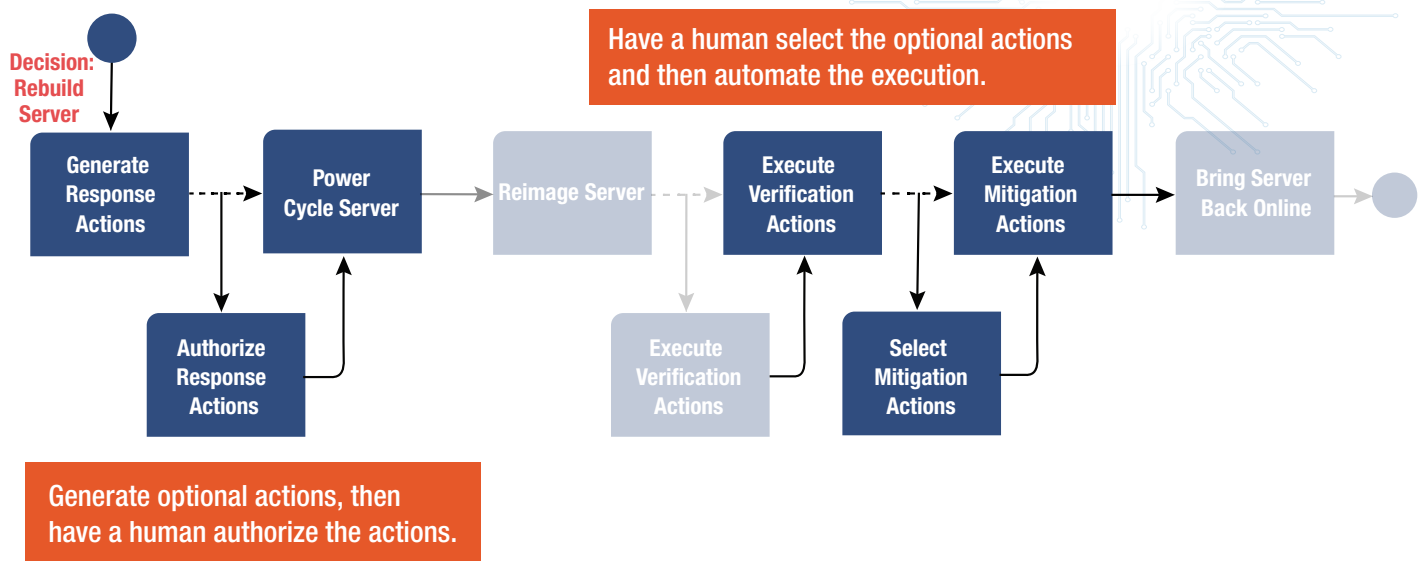 Have a human select the optional actions
and then automate the execution.
Decision:
Rebuild
Server
Generate
Response
Actions
Power
Cycle Server
Reimage Server
Execute
Verification
Actions
Execute
Mitigation
Actions
Bring Server
Back Online
Authorize
Response
Actions
Execute
Verification
Actions
Select
Mitigation
Actions
Generate optional actions, then
have a human authorize the actions.